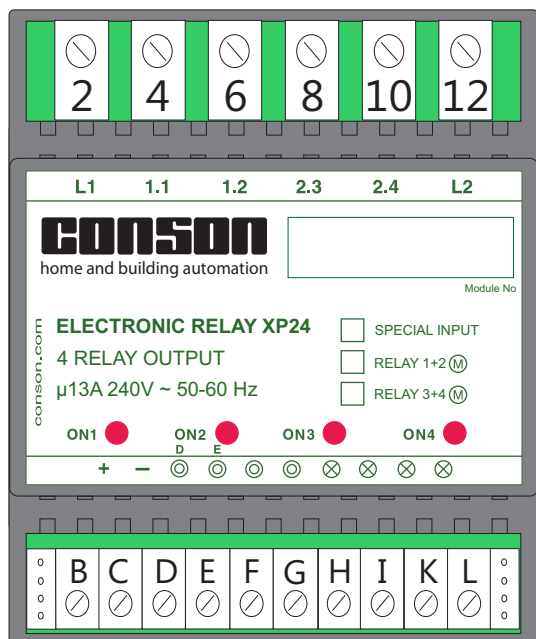 2 4 6 8 10 12
L1 1.1 1.2 2.3 2.4 L2
conson
home and building automation
Module No
conson.com
ELECTRONIC RELAY XP24
4 RELAY OUTPUT
µ13A 240V ~ 50-60 Hz
SPECIAL INPUT
RELAY 1+2 M
RELAY 3+4 M
ON1 ON2 ON3 ON4
D E
+ −
B C D E F G H I K L